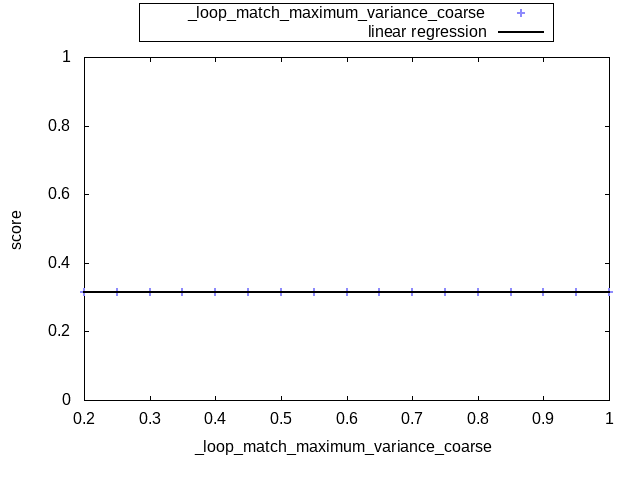 _loop_match_maximum_variance_coarse
linear regression
1
0.8
0.6
0.4
0.2
0
score
0.2 0.3 0.4 0.5 0.6 0.7 0.8 0.9 1
_loop_match_maximum_variance_coarse